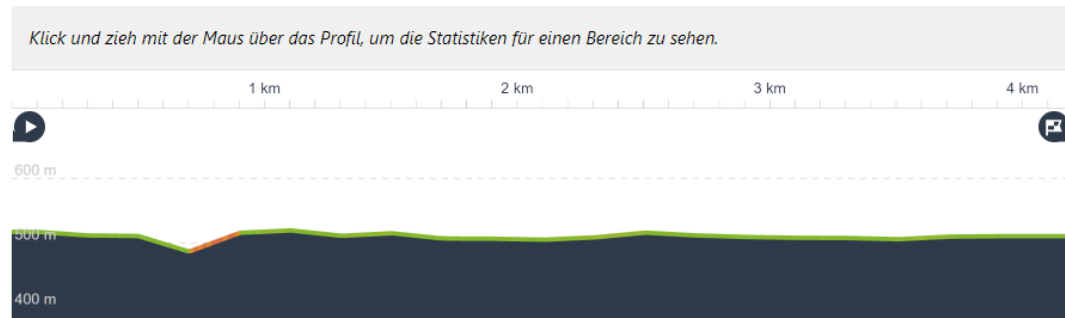 Klick und zieh mit der Maus über das Profil, um die Statistiken für einen Bereich zu sehen.
1 km 2 km 3 km 4 km
600 m
500 m
400 m